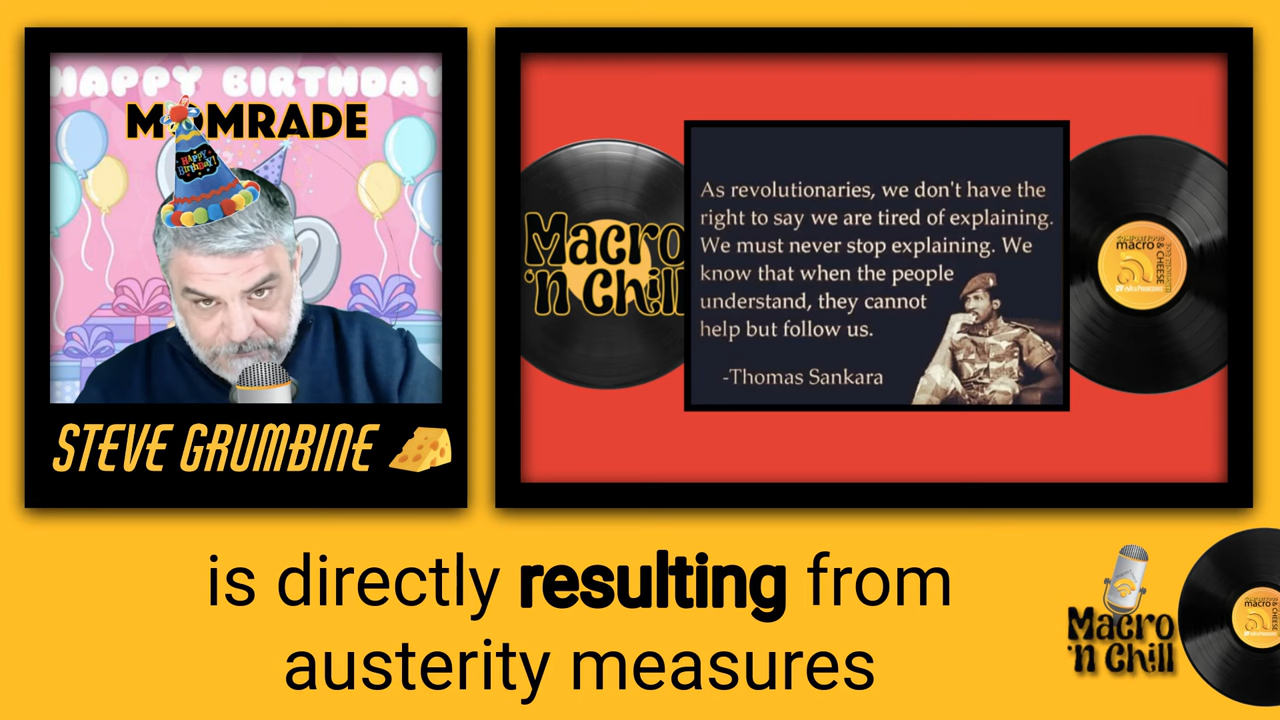 HAPPY BIRTHDAY
M MRADE
HAPPY
Birthday!
STEVE GRUMBINE
Macro
'n Chill
As revolutionaries, we don't have the
right to say we are tired of explaining.
We must never stop explaining. We
know that when the people
understand, they cannot
help but follow us.
-Thomas Sankara
macro
& CHEESE
is directly resulting from
austerity measures
Macro
'n Chill
macro
& CHEESE